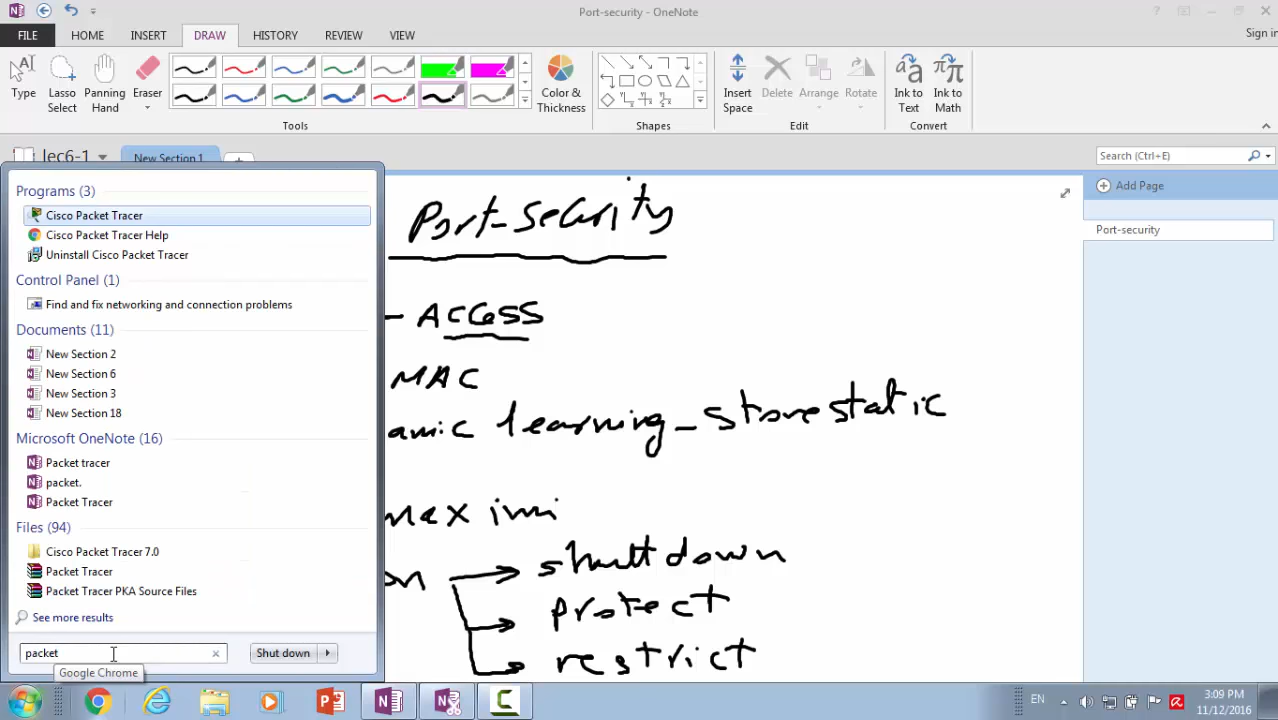 Port-security - OneNote
Sign in
FILE HOME INSERT DRAW HISTORY REVIEW VIEW
Type
Lasso Select
Panning Hand
Eraser
Color & Thickness
Insert Space
Delete
Arrange
Rotate
Ink to Text
Ink to Math
Tools
Shapes
Edit
Convert
lec6-1
New Section 1
Search (Ctrl+E)
Add Page
Port-security
Programs (3)
Cisco Packet Tracer
Cisco Packet Tracer Help
Uninstall Cisco Packet Tracer
Control Panel (1)
Find and fix networking and connection problems
Documents (11)
New Section 2
New Section 6
New Section 3
New Section 18
Microsoft OneNote (16)
Packet tracer
packet.
Packet Tracer
Files (94)
Cisco Packet Tracer 7.0
Packet Tracer
Packet Tracer PKA Source Files
See more results
packet
Shut down
Google Chrome
Port-Security
- Access
MAC
amic learning_store static
maximi
on
shutt down
protect
restrict
EN
3:09 PM
11/12/2016